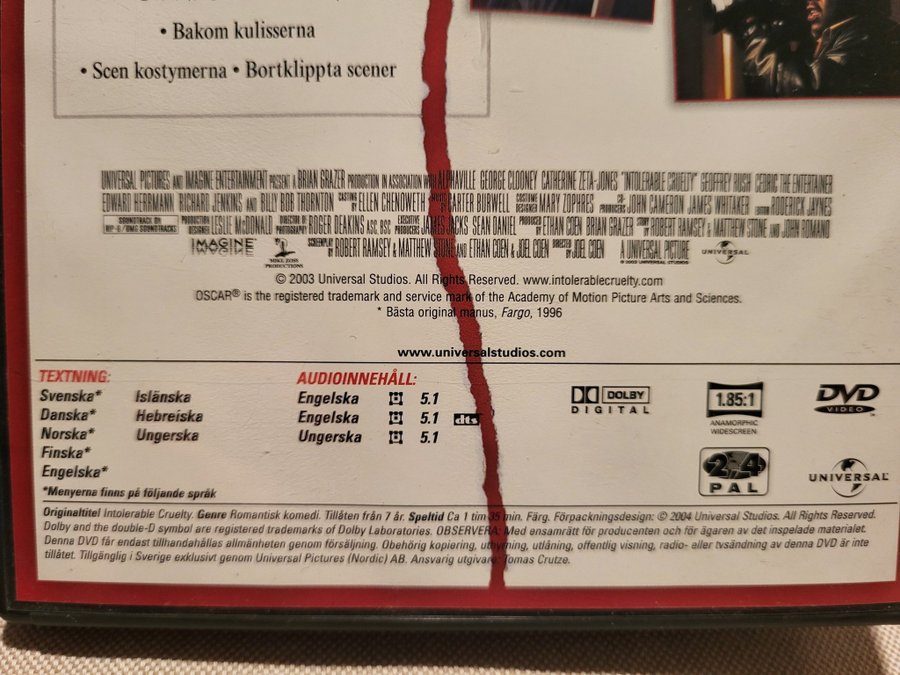 • Bakom kulisserna
• Scen kostymerna • Bortklippta scener
UNIVERSAL PICTURES AND IMAGINE ENTERTAINMENT PRESENT A BRIAN GRAZER PRODUCTION IN ASSOCIATION WITH ALPHAVILLE GEORGE CLOONEY CATHERINE ZETA-JONES "INTOLERABLE CRUELTY" GEOFFREY RUSH CEDRIC THE ENTERTAINER
EDWARD HERRMANN RICHARD JENKINS AND BILLY BOB THORNTON CASTING BY ELLEN CHENOWETH MUSIC BY CARTER BURWELL COSTUME DESIGNER MARY ZOPHRES CO-PRODUCERS JOHN CAMERON JAMES WHITAKER EDITOR RODERICK JAYNES
SOUNDTRACK BY HIP-O/UMG SOUNDTRACKS PRODUCTION DESIGNER LESLIE McDONALD DIRECTOR OF PHOTOGRAPHY ROGER DEAKINS ASC BSC EXECUTIVE PRODUCERS JAMES JACKS SEAN DANIEL PRODUCED BY ETHAN COEN BRIAN GRAZER STORY BY ROBERT RAMSEY & MATTHEW STONE AND JOHN ROMANO
IMAGINE MIKE ZOSS PRODUCTIONS SCREENPLAY BY ROBERT RAMSEY & MATTHEW STONE AND ETHAN COEN & JOEL COEN DIRECTED BY JOEL COEN A UNIVERSAL PICTURE © 2003 UNIVERSAL STUDIOS UNIVERSAL
© 2003 Universal Studios. All Rights Reserved. www.intolerablecruelty.com
OSCAR® is the registered trademark and service mark of the Academy of Motion Picture Arts and Sciences.
* Bästa original manus, Fargo, 1996
www.universalstudios.com
TEXTNING:
Svenska* Islänska
Danska* Hebreiska
Norska* Ungerska
Finska*
Engelska*
*Menyerna finns på följande språk
AUDIOINNEHÅLL:
Engelska 5.1
Engelska 5.1 dts
Ungerska 5.1
DOLBY
DIGITAL
1.85:1
ANAMORPHIC
WIDESCREEN
DVD
VIDEO
2 4
PAL
UNIVERSAL
Originaltitel Intolerable Cruelty. Genre Romantisk komedi. Tillåten från 7 år. Speltid Ca 1 tim 35 min. Färg. Förpackningsdesign: © 2004 Universal Studios. All Rights Reserved.
Dolby and the double-D symbol are registered trademarks of Dolby Laboratories. OBSERVERA: Med ensamrätt för producenten och för ägaren av det inspelade materialet.
Denna DVD får endast tillhandahållas allmänheten genom försäljning. Obehörig kopiering, uthyrning, utlåning, offentlig visning, radio- eller tvsändning av denna DVD är inte
tillåtet. Tillgänglig i Sverige exklusivt genom Universal Pictures (Nordic) AB. Ansvarig utgivare: Tomas Crutze.